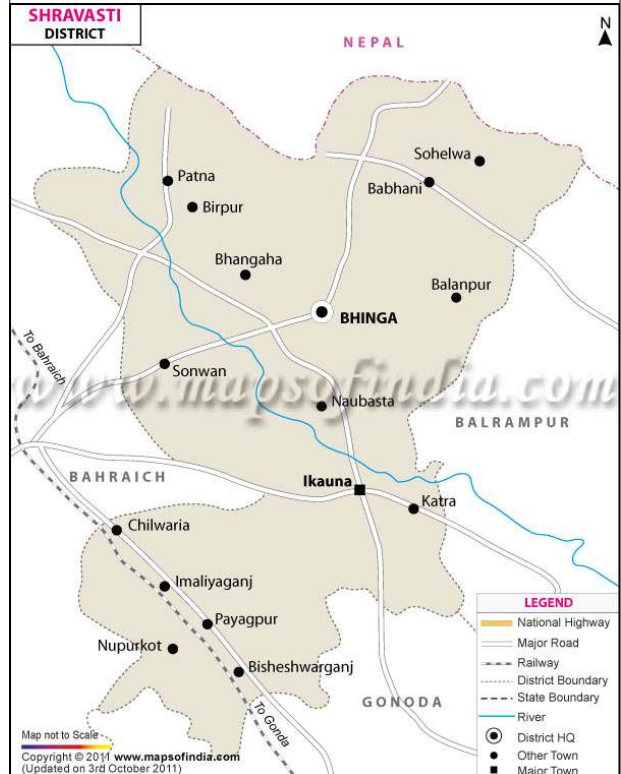 SHRAVASTI
DISTRICT
N
NEPAL
Sohelwa
Patna
Babhani
Birpur
Bhangaha
Balanpur
BHINGA
To Bahraich
Sonwan
www.mapsofindia.com
Naubasta
BALRAMPUR
BAHRAICH
Ikauna
Katra
Chilwaria
Imaliyaganj
Payagpur
Nupurkot
Bisheshwarganj
GONODA
To Gonda
LEGEND
National Highway
Major Road
Railway
District Boundary
State Boundary
River
District HQ
Other Town
Major Town
Map not to Scale
Copyright © 2011 www.mapsofindia.com
(Updated on 3rd October 2011)